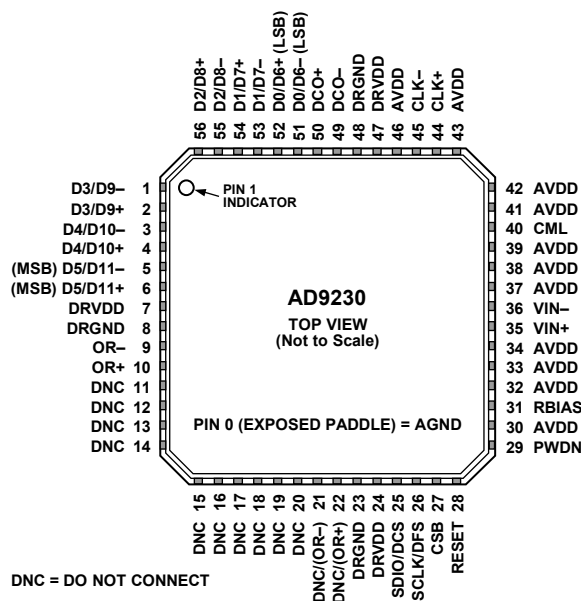 56 D2/D8+
55 D2/D8–
54 D1/D7+
53 D1/D7–
52 D0/D6+ (LSB)
51 D0/D6– (LSB)
50 DCO+
49 DCO–
48 DRGND
47 DRVDD
46 AVDD
45 CLK–
44 CLK+
43 AVDD
D3/D9– 1
D3/D9+ 2
D4/D10– 3
D4/D10+ 4
(MSB) D5/D11– 5
(MSB) D5/D11+ 6
DRVDD 7
DRGND 8
OR– 9
OR+ 10
DNC 11
DNC 12
DNC 13
DNC 14
PIN 1
INDICATOR
AD9230
TOP VIEW
(Not to Scale)
PIN 0 (EXPOSED PADDLE) = AGND
42 AVDD
41 AVDD
40 CML
39 AVDD
38 AVDD
37 AVDD
36 VIN–
35 VIN+
34 AVDD
33 AVDD
32 AVDD
31 RBIAS
30 AVDD
29 PWDN
DNC 15
DNC 16
DNC 17
DNC 18
DNC 19
DNC 20
DNC/(OR–) 21
DNC/(OR+) 22
DRGND 23
DRVDD 24
SDIO/DCS 25
SCLK/DFS 26
CSB 27
RESET 28
DNC = DO NOT CONNECT